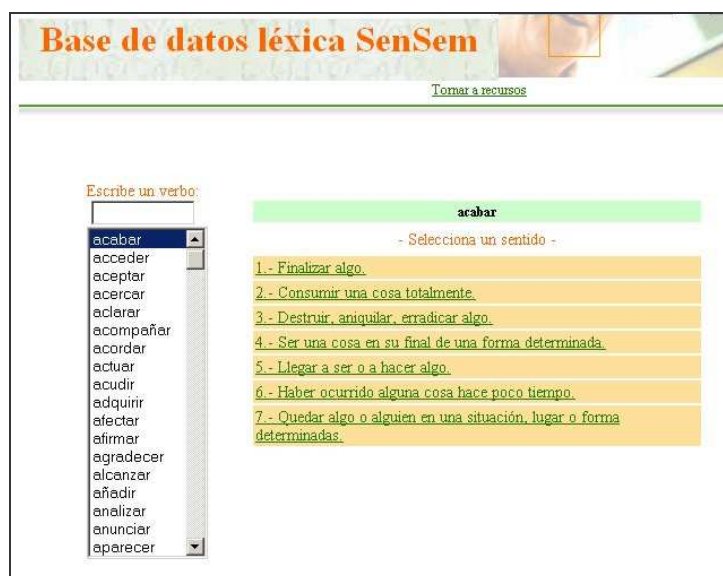 Base de datos léxica SenSem
Tornar a recursos
Escribe un verbo:
acabar
acceder
aceptar
acercar
aclarar
acompañar
acordar
actuar
acudir
adquirir
afectar
afirmar
agradecer
alcanzar
añadir
analizar
anunciar
aparecer
acabar
- Selecciona un sentido -
1.- Finalizar algo.
2.- Consumir una cosa totalmente.
3.- Destruir, aniquilar, erradicar algo.
4.- Ser una cosa en su final de una forma determinada.
5.- Llegar a ser o a hacer algo.
6.- Haber ocurrido alguna cosa hace poco tiempo.
7.- Quedar algo o alguien en una situación, lugar o forma
determinadas.